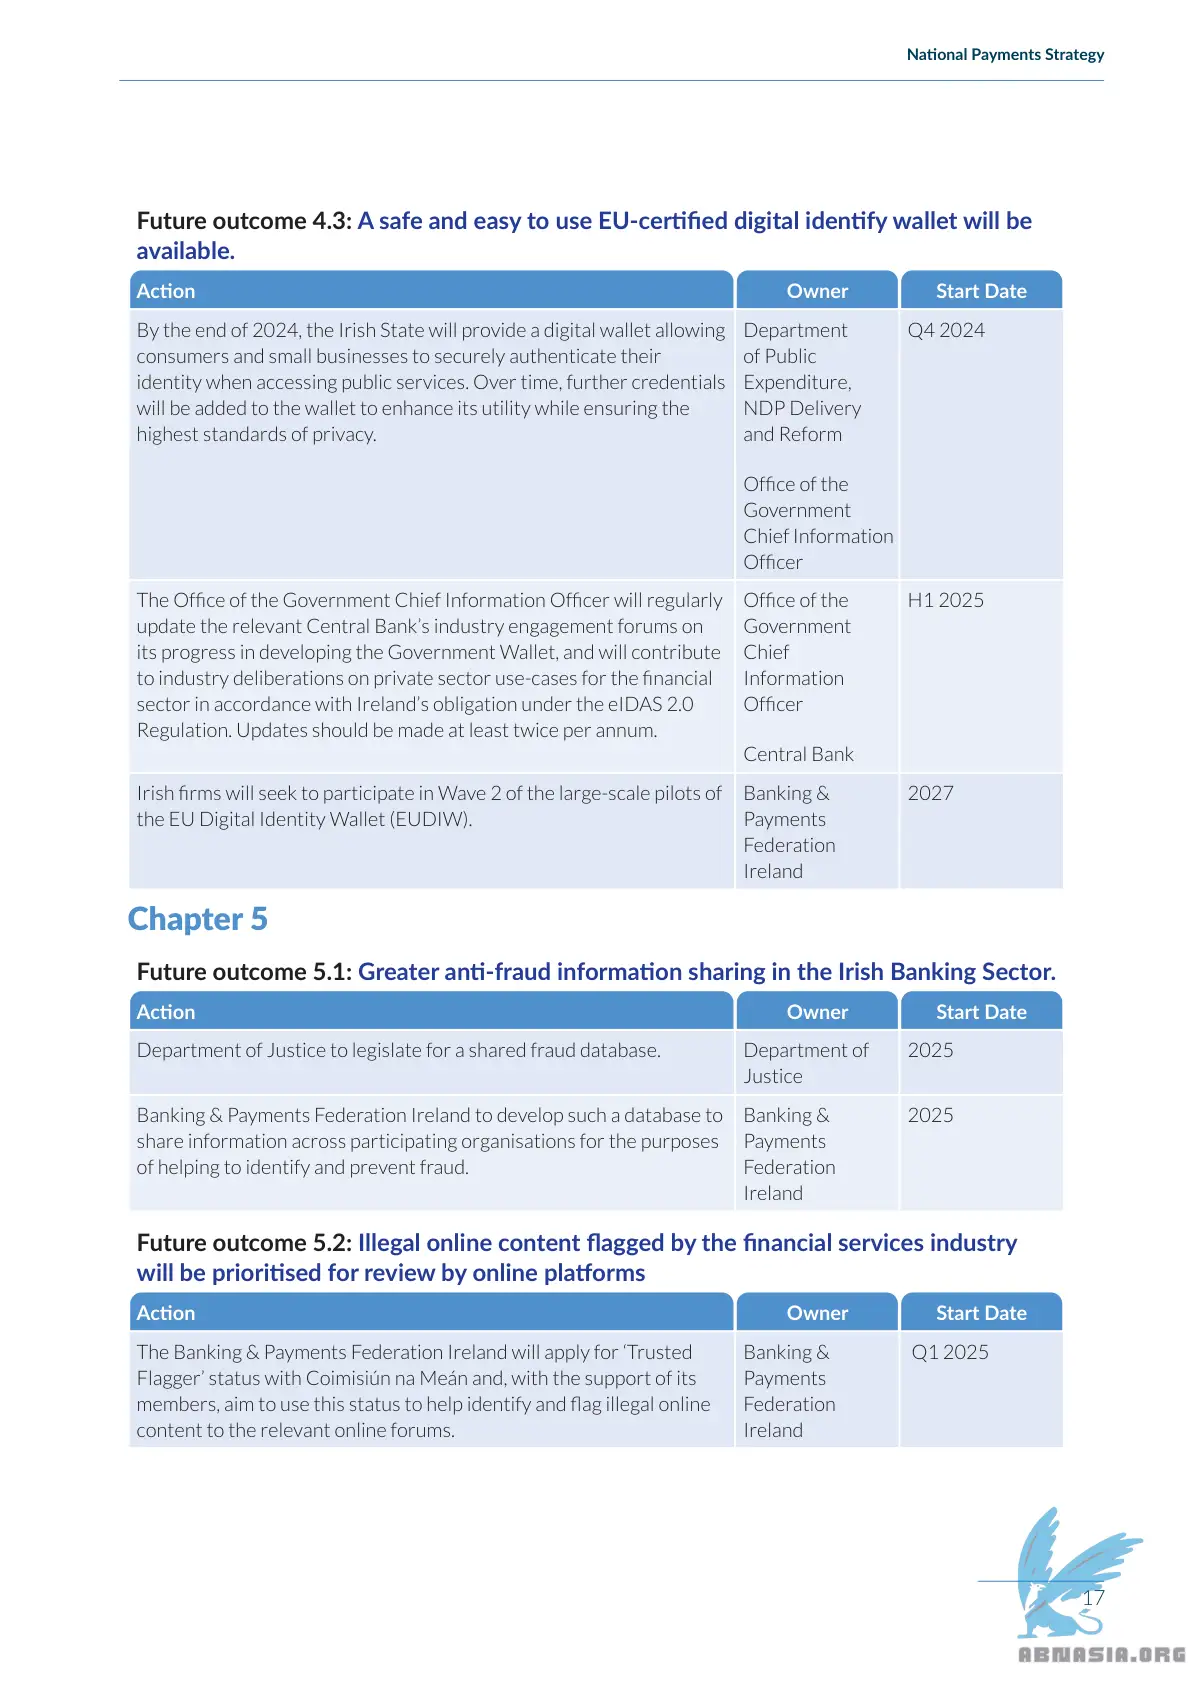 National Payments Strategy
Future outcome 4.3: A safe and easy to use EU-certified digital identify wallet will be
available.
Action Owner Start Date
By the end of 2024, the Irish State will provide a digital wallet allowing
consumers and small businesses to securely authenticate their
identity when accessing public services. Over time, further credentials
will be added to the wallet to enhance its utility while ensuring the
highest standards of privacy.
Department
of Public
Expenditure,
NDP Delivery
and Reform
Office of the
Government
Chief Information
Officer
Q4 2024
The Office of the Government Chief Information Officer will regularly
update the relevant Central Bank’s industry engagement forums on
its progress in developing the Government Wallet, and will contribute
to industry deliberations on private sector use-cases for the financial
sector in accordance with Ireland’s obligation under the eIDAS 2.0
Regulation. Updates should be made at least twice per annum.
Office of the
Government
Chief
Information
Officer
Central Bank
H1 2025
Irish firms will seek to participate in Wave 2 of the large-scale pilots of
the EU Digital Identity Wallet (EUDIW).
Banking &
Payments
Federation
Ireland
2027
Chapter 5
Future outcome 5.1: Greater anti-fraud information sharing in the Irish Banking Sector.
Action Owner Start Date
Department of Justice to legislate for a shared fraud database.
Department of
Justice
2025
Banking & Payments Federation Ireland to develop such a database to
share information across participating organisations for the purposes
of helping to identify and prevent fraud.
Banking &
Payments
Federation
Ireland
2025
Future outcome 5.2: Illegal online content flagged by the financial services industry
will be prioritised for review by online platforms
Action Owner Start Date
The Banking & Payments Federation Ireland will apply for ‘Trusted
Flagger’ status with Coimisiún na Meán and, with the support of its
members, aim to use this status to help identify and flag illegal online
content to the relevant online forums.
Banking &
Payments
Federation
Ireland
Q1 2025
17
ABNASIA.ORG